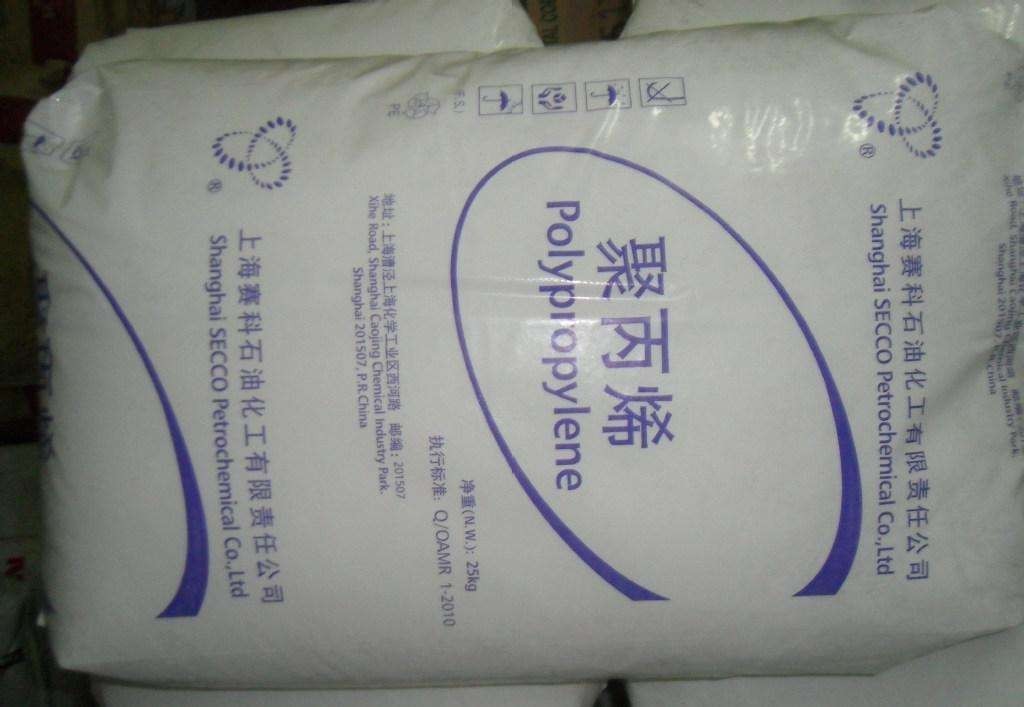 上海赛科石油化工有限责任公司
Shanghai SECCO Petrochemical Co.,Ltd
®
聚丙烯
Polypropylene
净重(N.W.): 25kg
执行标准: Q/OAMR 1-2010
地址：上海漕泾上海化学工业区西河路 邮编：201507
Xihe Road, Shanghai Caojing Chemical Industry Park.
Shanghai 201507, P.R.China
PE
上海赛科石油化工有限责任公司
Shanghai SECCO Petrochemical Co.,Ltd
®